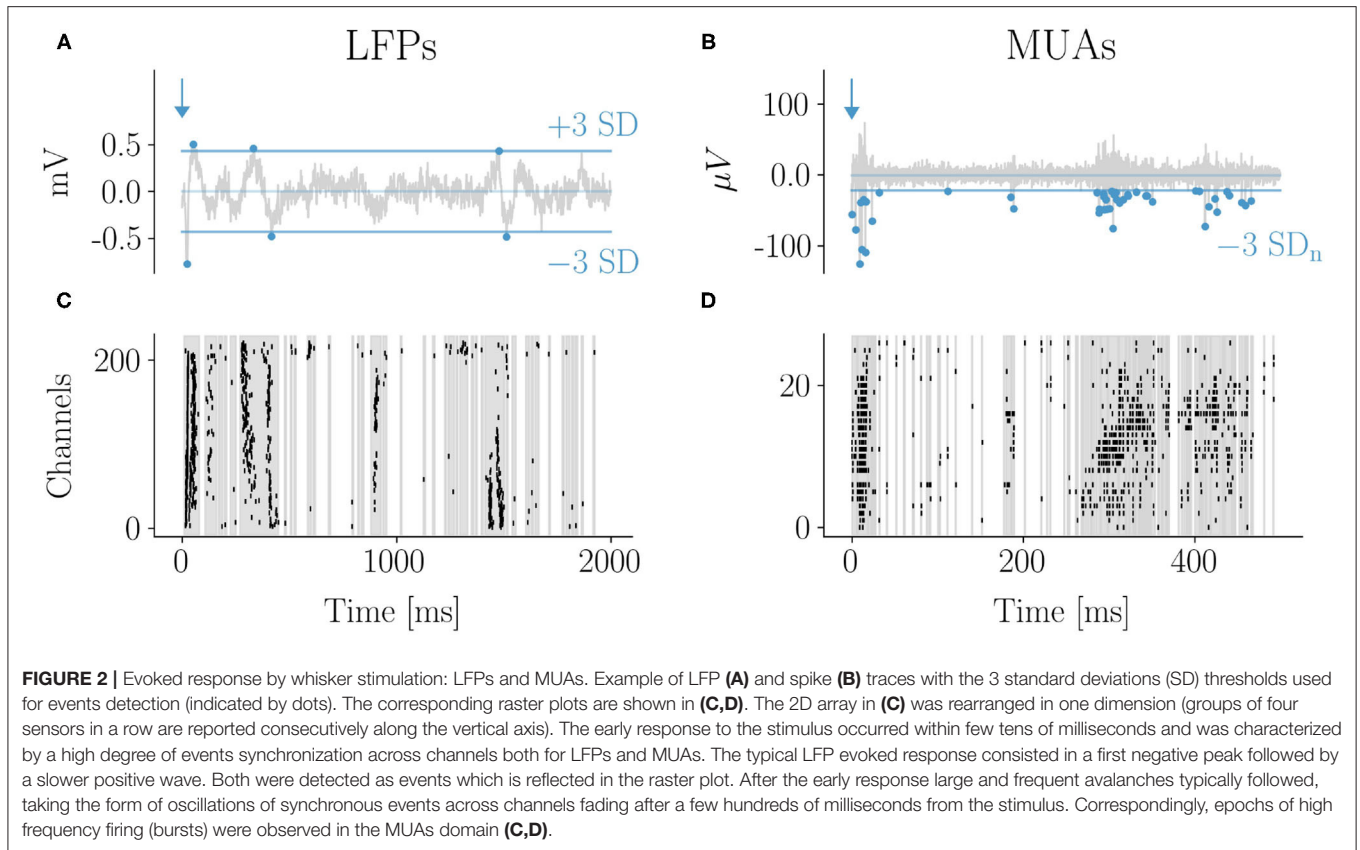 A
LFPs
mV
0.5
0.0
-0.5
+3 SD
−3 SD
B
MUAs
μV
100
0.0
-100
−3 SDn
C
Channels
200
0
0
1000
2000
Time [ms]
D
20
0
0
200
400
Time [ms]
FIGURE 2 | Evoked response by whisker stimulation: LFPs and MUAs. Example of LFP (A) and spike (B) traces with the 3 standard deviations (SD) thresholds used
for events detection (indicated by dots). The corresponding raster plots are shown in (C,D). The 2D array in (C) was rearranged in one dimension (groups of four
sensors in a row are reported consecutively along the vertical axis). The early response to the stimulus occurred within few tens of milliseconds and was characterized
by a high degree of events synchronization across channels both for LFPs and MUAs. The typical LFP evoked response consisted in a first negative peak followed by
a slower positive wave. Both were detected as events which is reflected in the raster plot. After the early response large and frequent avalanches typically followed,
taking the form of oscillations of synchronous events across channels fading after a few hundreds of milliseconds from the stimulus. Correspondingly, epochs of high
frequency firing (bursts) were observed in the MUAs domain (C,D).